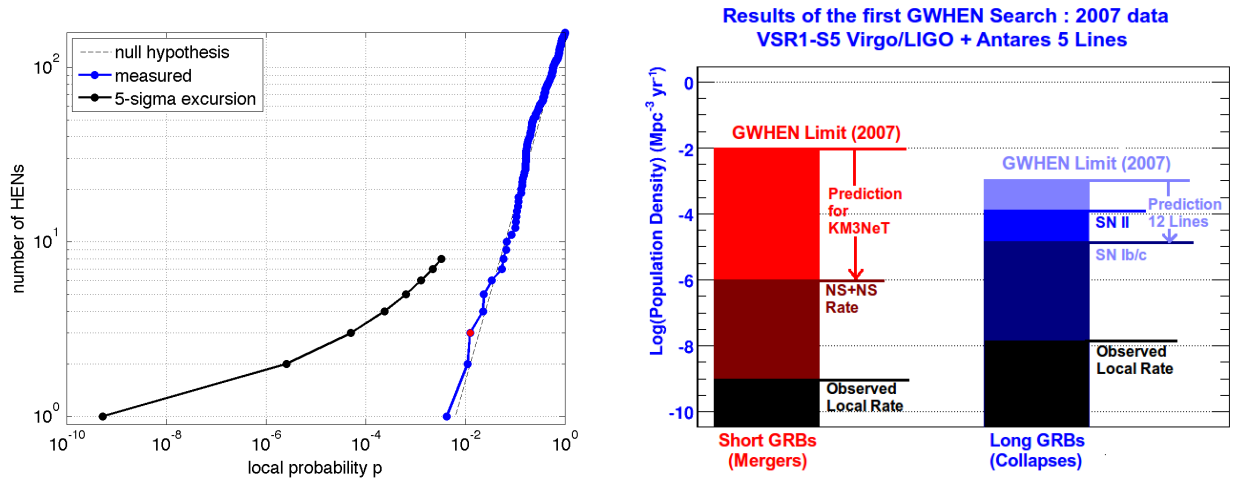 null hypothesis
measured
5-sigma excursion
number of HENs
10^2
10^1
10^0
10^-10
10^-8
10^-6
10^-4
10^-2
10^0
local probability p
Results of the first GWHEN Search : 2007 data
VSR1-S5 Virgo/LIGO + Antares 5 Lines
Log(Population Density) (Mpc^-3 yr^-1)
0
-2
-4
-6
-8
-10
GWHEN Limit (2007)
Prediction
for
KM3NeT
NS+NS
Rate
Observed
Local Rate
GWHEN Limit (2007)
Prediction
12 Lines
SN II
SN Ib/c
Observed
Local Rate
Short GRBs
(Mergers)
Long GRBs
(Collapses)